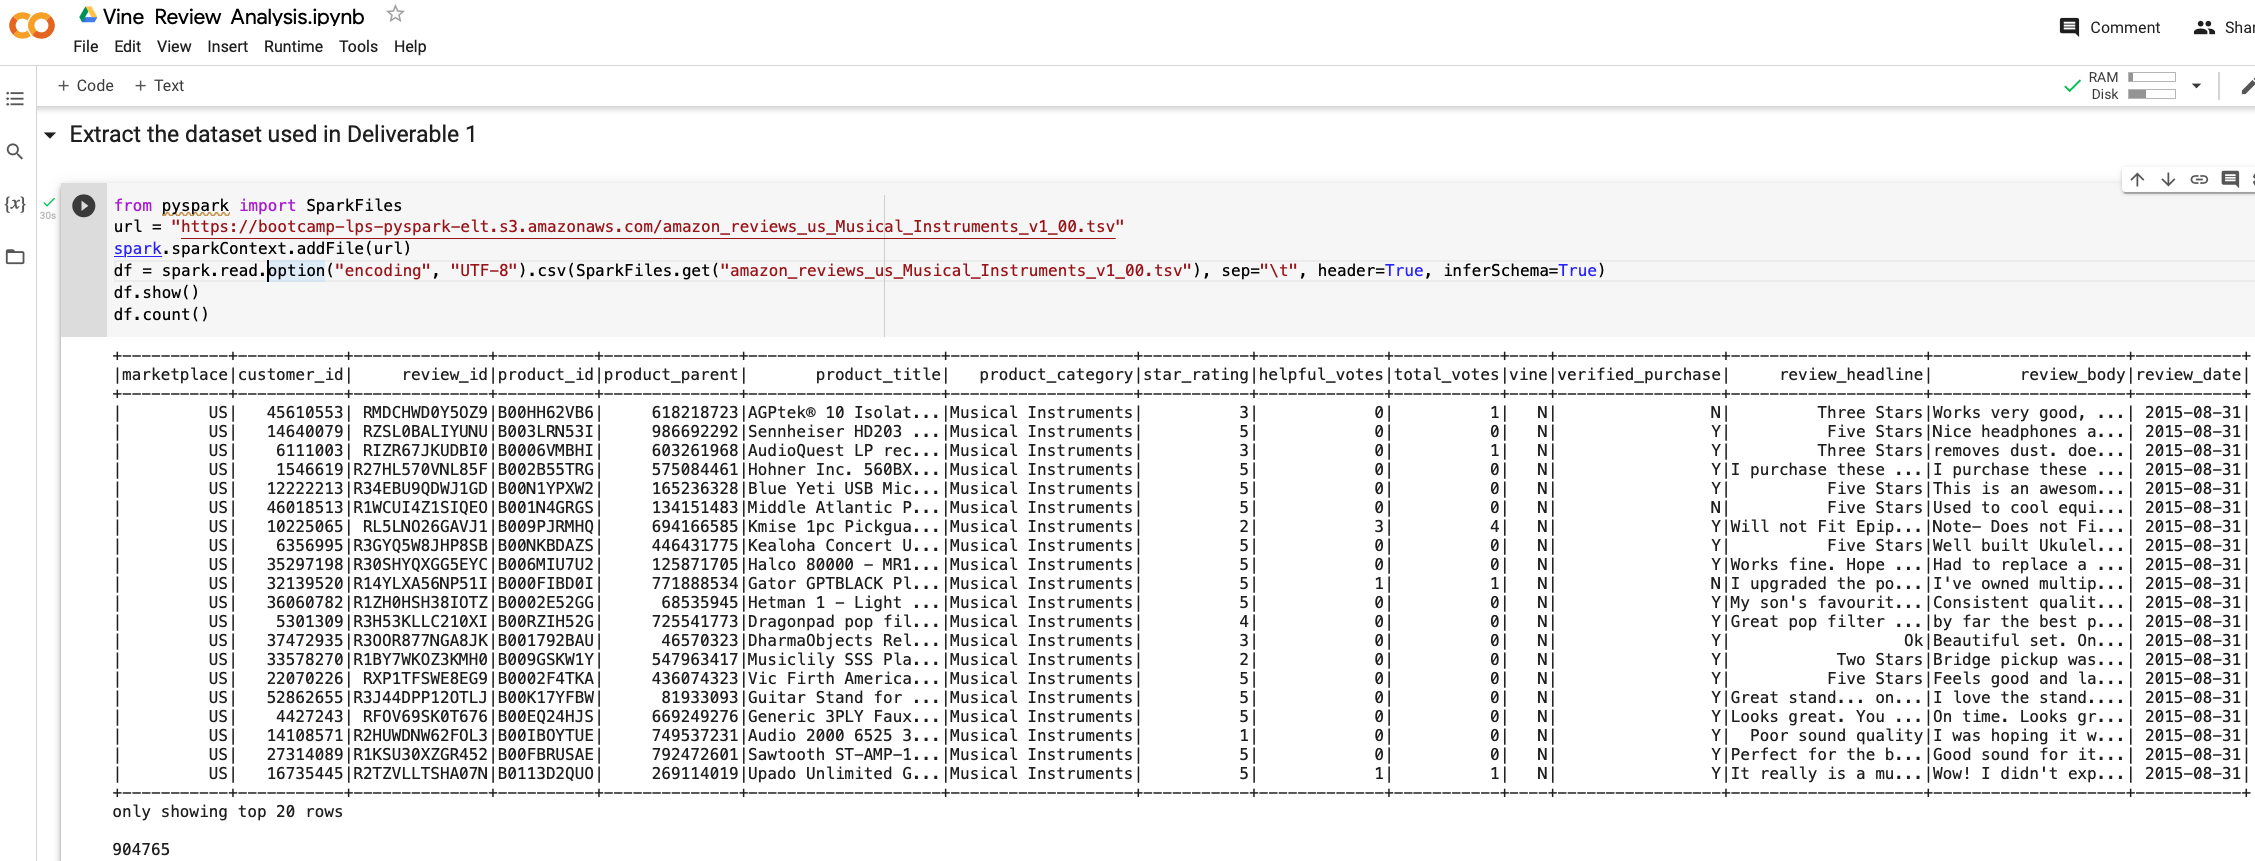 Vine_Review_Analysis.ipynb
File Edit View Insert Runtime Tools Help
Comment
+ Code + Text
RAM
Disk
Extract the dataset used in Deliverable 1
{x}
30s
from pyspark import SparkFiles
url = "https://bootcamp-lps-pyspark-elt.s3.amazonaws.com/amazon_reviews_us_Musical_Instruments_v1_00.tsv"
spark.sparkContext.addFile(url)
df = spark.read.option("encoding", "UTF-8").csv(SparkFiles.get("amazon_reviews_us_Musical_Instruments_v1_00.tsv"), sep="\t", header=True, inferSchema=True)
df.show()
df.count()
+-----------+-----------+--------------+----------+--------------+--------------------+-------------------+-----------+-------------+-----------+----+-----------------+--------------------+--------------------+-----------+
|marketplace|customer_id|     review_id|product_id|product_parent|       product_title|   product_category|star_rating|helpful_votes|total_votes|vine|verified_purchase|     review_headline|         review_body|review_date|
+-----------+-----------+--------------+----------+--------------+--------------------+-------------------+-----------+-------------+-----------+----+-----------------+--------------------+--------------------+-----------+
|         US|   45610553| RMDCHWD0Y5OZ9|B00HH62VB6|     618218723|AGPtek® 10 Isolat...|Musical Instruments|          3|            0|          1|   N|                N|         Three Stars|Works very good, ...| 2015-08-31|
|         US|   14640079| RZSL0BALIYUNU|B003LRN53I|     986692292|Sennheiser HD203 ...|Musical Instruments|          5|            0|          0|   N|                Y|          Five Stars|Nice headphones a...| 2015-08-31|
|         US|    6111003| RIZR67JKUDBI0|B0006VMBHI|     603261968|AudioQuest LP rec...|Musical Instruments|          3|            0|          1|   N|                Y|         Three Stars|removes dust. doe...| 2015-08-31|
|         US|    1546619|R27HL570VNL85F|B002B55TRG|     575084461|Hohner Inc. 560BX...|Musical Instruments|          5|            0|          0|   N|                Y|I purchase these ...|I purchase these ...| 2015-08-31|
|         US|   12222213|R34EBU9QDWJ1GD|B00N1YPXW2|     165236328|Blue Yeti USB Mic...|Musical Instruments|          5|            0|          0|   N|                Y|          Five Stars|This is an awesom...| 2015-08-31|
|         US|   46018513|R1WCUI4Z1SIQEO|B001N4GRGS|     134151483|Middle Atlantic P...|Musical Instruments|          5|            0|          0|   N|                N|          Five Stars|Used to cool equi...| 2015-08-31|
|         US|   10225065| RL5LNO26GAVJ1|B009PJRMHQ|     694166585|Kmise 1pc Pickgua...|Musical Instruments|          2|            3|          4|   N|                Y|Will not Fit Epip...|Note- Does not Fi...| 2015-08-31|
|         US|    6356995|R3GYQ5W8JHP8SB|B00NKBDAZS|     446431775|Kealoha Concert U...|Musical Instruments|          5|            0|          0|   N|                Y|          Five Stars|Well built Ukulel...| 2015-08-31|
|         US|   35297198|R30SHYQXGG5EYC|B006MIU7U2|     125871705|Halco 80000 - MR1...|Musical Instruments|          5|            0|          0|   N|                Y|Works fine. Hope ...|Had to replace a ...| 2015-08-31|
|         US|   32139520|R14YLXA56NP51I|B000FIBD0I|     771888534|Gator GPTBLACK Pl...|Musical Instruments|          5|            1|          1|   N|                N|I upgraded the po...|I've owned multip...| 2015-08-31|
|         US|   36060782|R1ZH0HSH38IOTZ|B0002E52GG|      68535945|Hetman 1 - Light ...|Musical Instruments|          5|            0|          0|   N|                Y|My son's favourit...|Consistent qualit...| 2015-08-31|
|         US|    5301309|R3H53KLLC210XI|B00RZIH52G|     725541773|Dragonpad pop fil...|Musical Instruments|          4|            0|          0|   N|                Y|Great pop filter ...|by far the best p...| 2015-08-31|
|         US|   37472935|R3OOR877NGA8JK|B001792BAU|      46570323|DharmaObjects Rel...|Musical Instruments|          3|            0|          0|   N|                Y|                  Ok|Beautiful set. On...| 2015-08-31|
|         US|   33578270|R1BY7WKOZ3KMH0|B009GSKW1Y|     547963417|Musiclily SSS Pla...|Musical Instruments|          2|            0|          0|   N|                Y|           Two Stars|Bridge pickup was...| 2015-08-31|
|         US|   22070226| RXP1TFSWE8EG9|B0002F4TKA|     436074323|Vic Firth America...|Musical Instruments|          5|            0|          0|   N|                Y|          Five Stars|Feels good and la...| 2015-08-31|
|         US|   52862655|R3J44DPP12OTLJ|B00K17YFBW|      81933093|Guitar Stand for ...|Musical Instruments|          5|            0|          0|   N|                Y|Great stand... on...|I love the stand....| 2015-08-31|
|         US|    4427243| RFOV69SK0T676|B00EQ24HJS|     669249276|Generic 3PLY Faux...|Musical Instruments|          5|            0|          0|   N|                Y|Looks great. You ...|On time. Looks gr...| 2015-08-31|
|         US|   14108571|R2HUWDNW62FOL3|B00IBOYTUE|     749537231|Audio 2000 6525 3...|Musical Instruments|          1|            0|          0|   N|                Y|  Poor sound quality|I was hoping it w...| 2015-08-31|
|         US|   27314089|R1KSU30XZGR452|B00FBRUSAE|     792472601|Sawtooth ST-AMP-1...|Musical Instruments|          5|            0|          0|   N|                Y|Perfect for the b...|Good sound for it...| 2015-08-31|
|         US|   16735445|R2TZVLLTSHA07N|B0113D2QUO|     269114019|Upado Unlimited G...|Musical Instruments|          5|            1|          1|   N|                Y|It really is a mu...|Wow! I didn't exp...| 2015-08-31|
+-----------+-----------+--------------+----------+--------------+--------------------+-------------------+-----------+-------------+-----------+----+-----------------+--------------------+--------------------+-----------+
only showing top 20 rows
904765